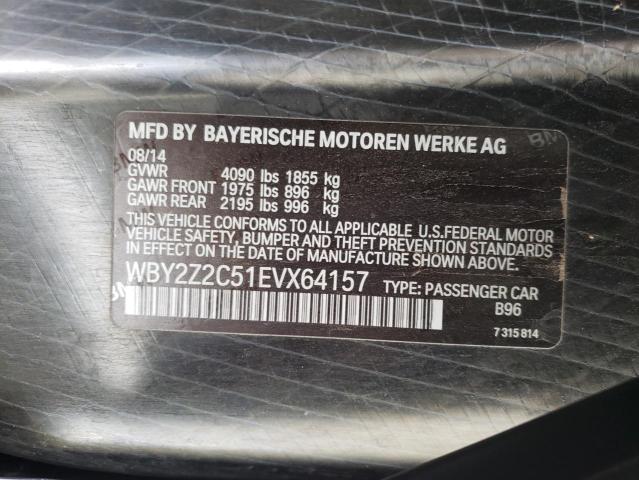 MFD BY BAYERISCHE MOTOREN WERKE AG
08/14
GVWR 4090 lbs 1855 kg
GAWR FRONT 1975 lbs 896 kg
GAWR REAR 2195 lbs 996 kg
THIS VEHICLE CONFORMS TO ALL APPLICABLE U.S.FEDERAL MOTOR
VEHICLE SAFETY, BUMPER AND THEFT PREVENTION STANDARDS
IN EFFECT ON THE DATE OF MANUFACTURE SHOWN ABOVE.
WBY2Z2C51EVX64157 TYPE: PASSENGER CAR
B96
7 315 814